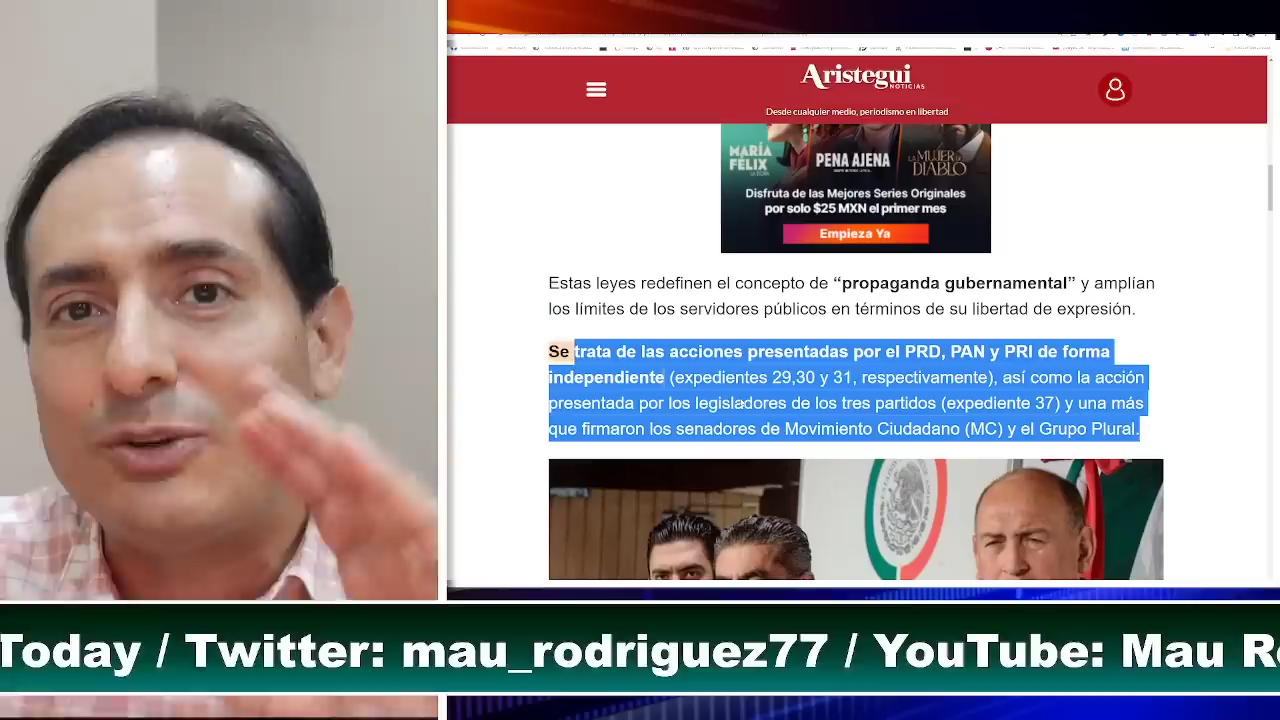 Aristegui
NOTICIAS
Desde cualquier medio, periodismo en libertad
MARÍA
FÉLIX
LA DOÑA
PENA AJENA
LA MUJER DEL
DIABLO
Disfruta de las Mejores Series Originales
por solo $25 MXN el primer mes
Empieza Ya
Estas leyes redefinen el concepto de “propaganda gubernamental” y amplían
los límites de los servidores públicos en términos de su libertad de expresión.
Se trata de las acciones presentadas por el PRD, PAN y PRI de forma
independiente (expedientes 29,30 y 31, respectivamente), así como la acción
presentada por los legisladores de los tres partidos (expediente 37) y una más
que firmaron los senadores de Movimiento Ciudadano (MC) y el Grupo Plural.
Today / Twitter: mau_rodriguez77 / YouTube: Mau R